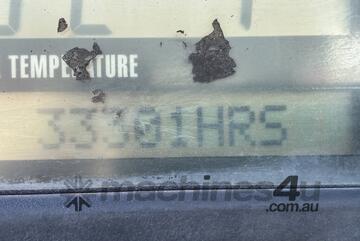 TEMPERATURE
33301HRS
machines4u
.com.au